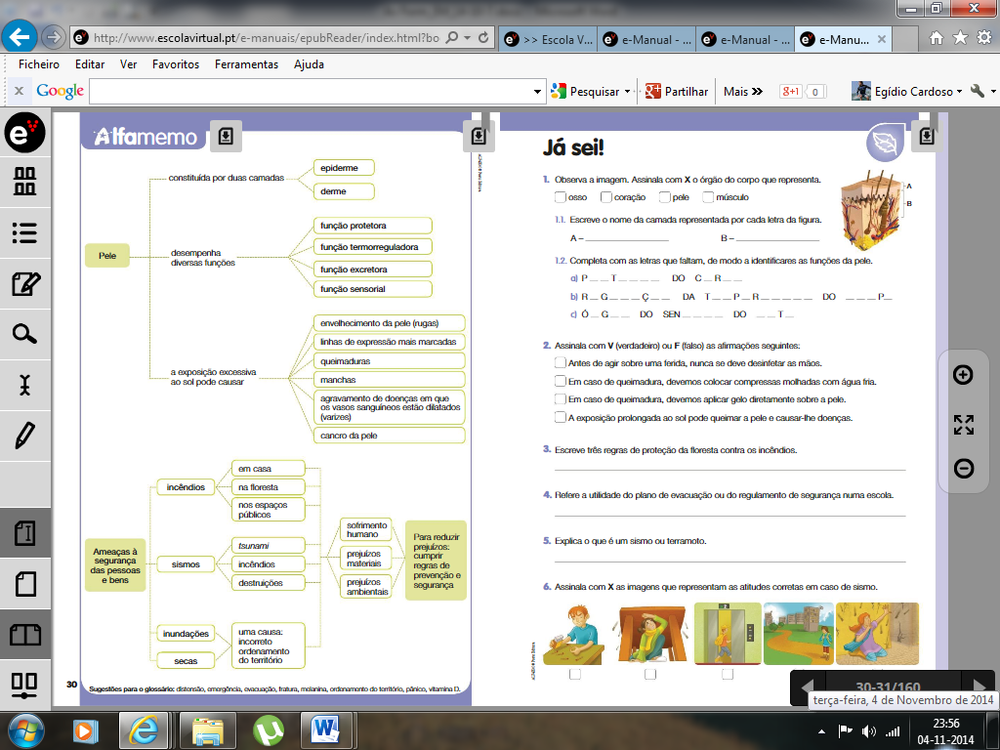 http://www.escolavirtual.pt/e-manuais/epubReader/index.html?bo
>> Escola V...
e-Manual - ...
e-Manual - ...
e-Manu...
Ficheiro Editar Ver Favoritos Ferramentas Ajuda
Google
Pesquisar
Partilhar
Mais »
g+1 0
Egídio Cardoso
Alfamemo
Pele
constituída por duas camadas
epiderme
derme
desempenha
diversas funções
função protetora
função termorreguladora
função excretora
função sensorial
a exposição excessiva
ao sol pode causar
envelhecimento da pele (rugas)
linhas de expressão mais marcadas
queimaduras
manchas
agravamento de doenças em que
os vasos sanguíneos estão dilatados
(varizes)
cancro da pele
Ameaças à
segurança
das pessoas
e bens
incêndios
em casa
na floresta
nos espaços
públicos
sismos
tsunami
incêndios
destruições
inundações
secas
uma causa:
incorreto
ordenamento
do território
sofrimento
humano
prejuízos
materiais
prejuízos
ambientais
Para reduzir
prejuízos:
cumprir
regras de
prevenção e
segurança
30
Sugestões para o glossário: distensão, emergência, evacuação, fratura, melanina, ordenamento do território, pânico, vitamina D.
Já sei!
1. Observa a imagem. Assinala com X o órgão do corpo que representa.
osso coração pele músculo
A
B
1.1. Escreve o nome da camada representada por cada letra da figura.
A – ____________ B – ____________
1.2. Completa com as letras que faltam, de modo a identificares as funções da pele.
a) P _ _ T _ _ _ _ _ DO C _ R _ _
b) R _ G _ _ _ _ Ç _ _ DA T _ _ P _ R _ _ _ _ _ _ DO _ _ _ _ P_
c) Ó _ G _ _ DO SEN _ _ _ _ DO _ _ T _
2. Assinala com V (verdadeiro) ou F (falso) as afirmações seguintes:
Antes de agir sobre uma ferida, nunca se deve desinfetar as mãos.
Em caso de queimadura, devemos colocar compressas molhadas com água fria.
Em caso de queimadura, devemos aplicar gelo diretamente sobre a pele.
A exposição prolongada ao sol pode queimar a pele e causar-lhe doenças.
3. Escreve três regras de proteção da floresta contra os incêndios.
4. Refere a utilidade do plano de evacuação ou do regulamento de segurança numa escola.
5. Explica o que é um sismo ou terramoto.
6. Assinala com X as imagens que representam as atitudes corretas em caso de sismo.
30-31/160
terça-feira, 4 de Novembro de 2014
23:56
04-11-2014